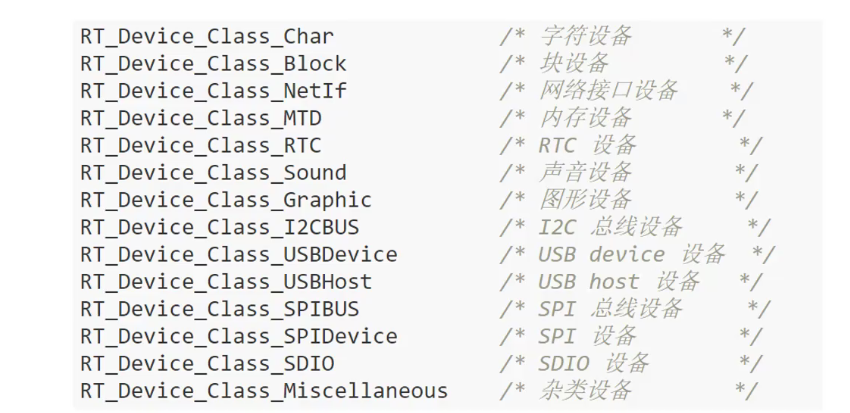 RT_Device_Class_Char /* 字符设备 */
RT_Device_Class_Block /* 块设备 */
RT_Device_Class_NetIf /* 网络接口设备 */
RT_Device_Class_MTD /* 内存设备 */
RT_Device_Class_RTC /* RTC 设备 */
RT_Device_Class_Sound /* 声音设备 */
RT_Device_Class_Graphic /* 图形设备 */
RT_Device_Class_I2CBUS /* I2C 总线设备 */
RT_Device_Class_USBDevice /* USB device 设备 */
RT_Device_Class_USBHost /* USB host 设备 */
RT_Device_Class_SPIBUS /* SPI 总线设备 */
RT_Device_Class_SPIDevice /* SPI 设备 */
RT_Device_Class_SDIO /* SDIO 设备 */
RT_Device_Class_Miscellaneous /* 杂类设备 */